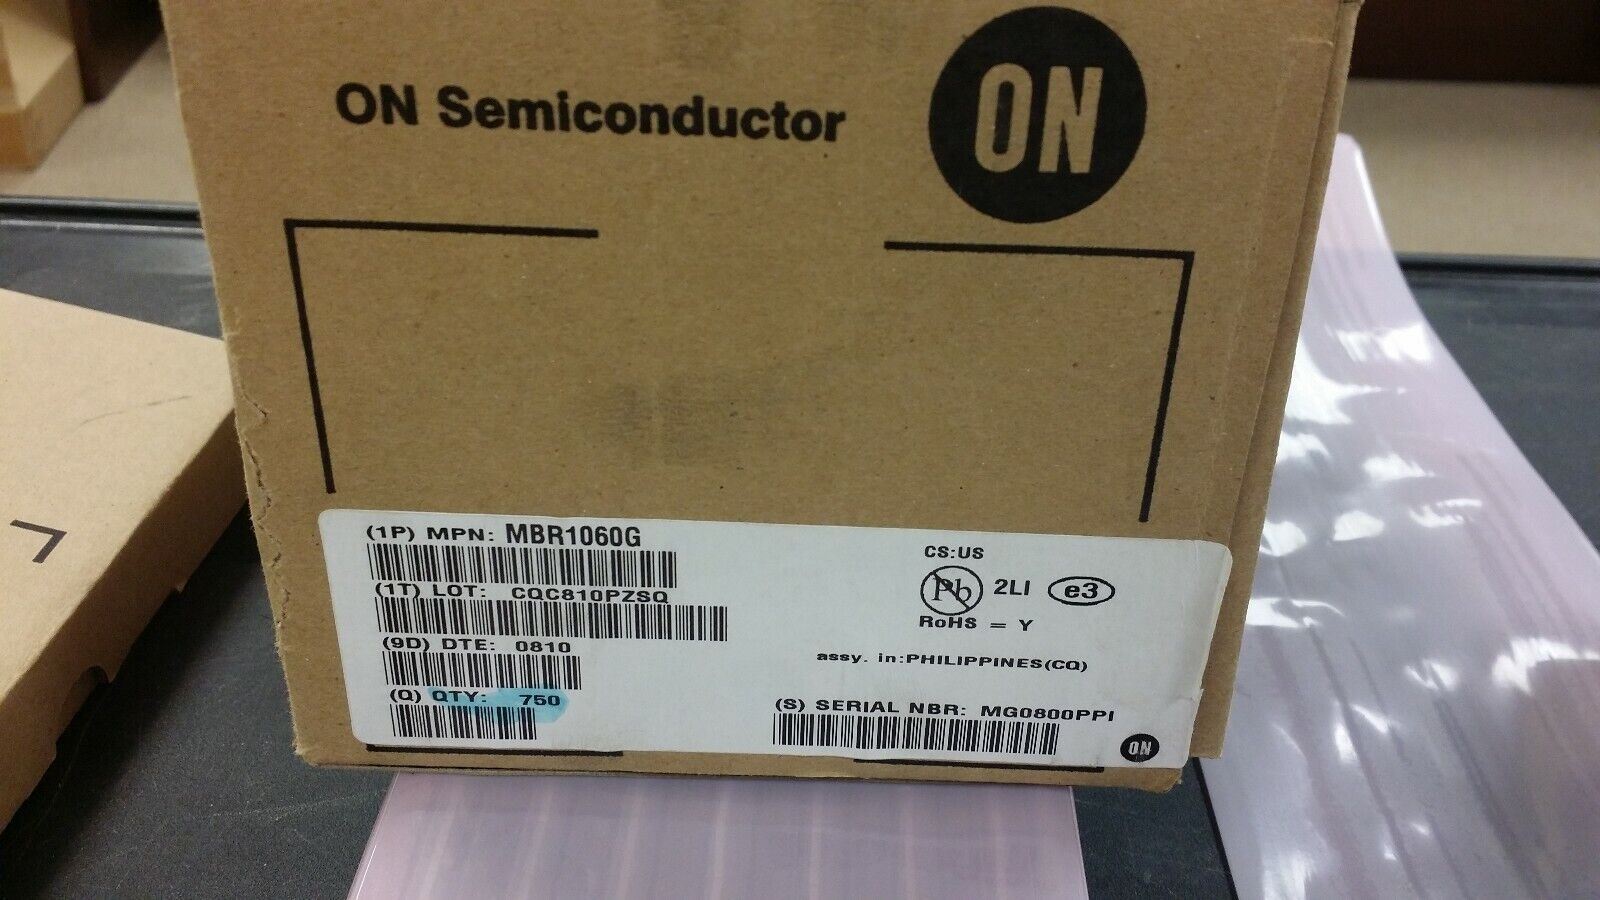 ON Semiconductor
ON
(1P) MPN: MBR1060G
(1T) LOT: CQC810PZSQ
(9D) DTE: 0810
(Q) QTY: 750
CS:US
Pb 2LI e3
RoHS = Y
assy. in:PHILIPPINES(CQ)
(S) SERIAL NBR: MG0800PPI
ON